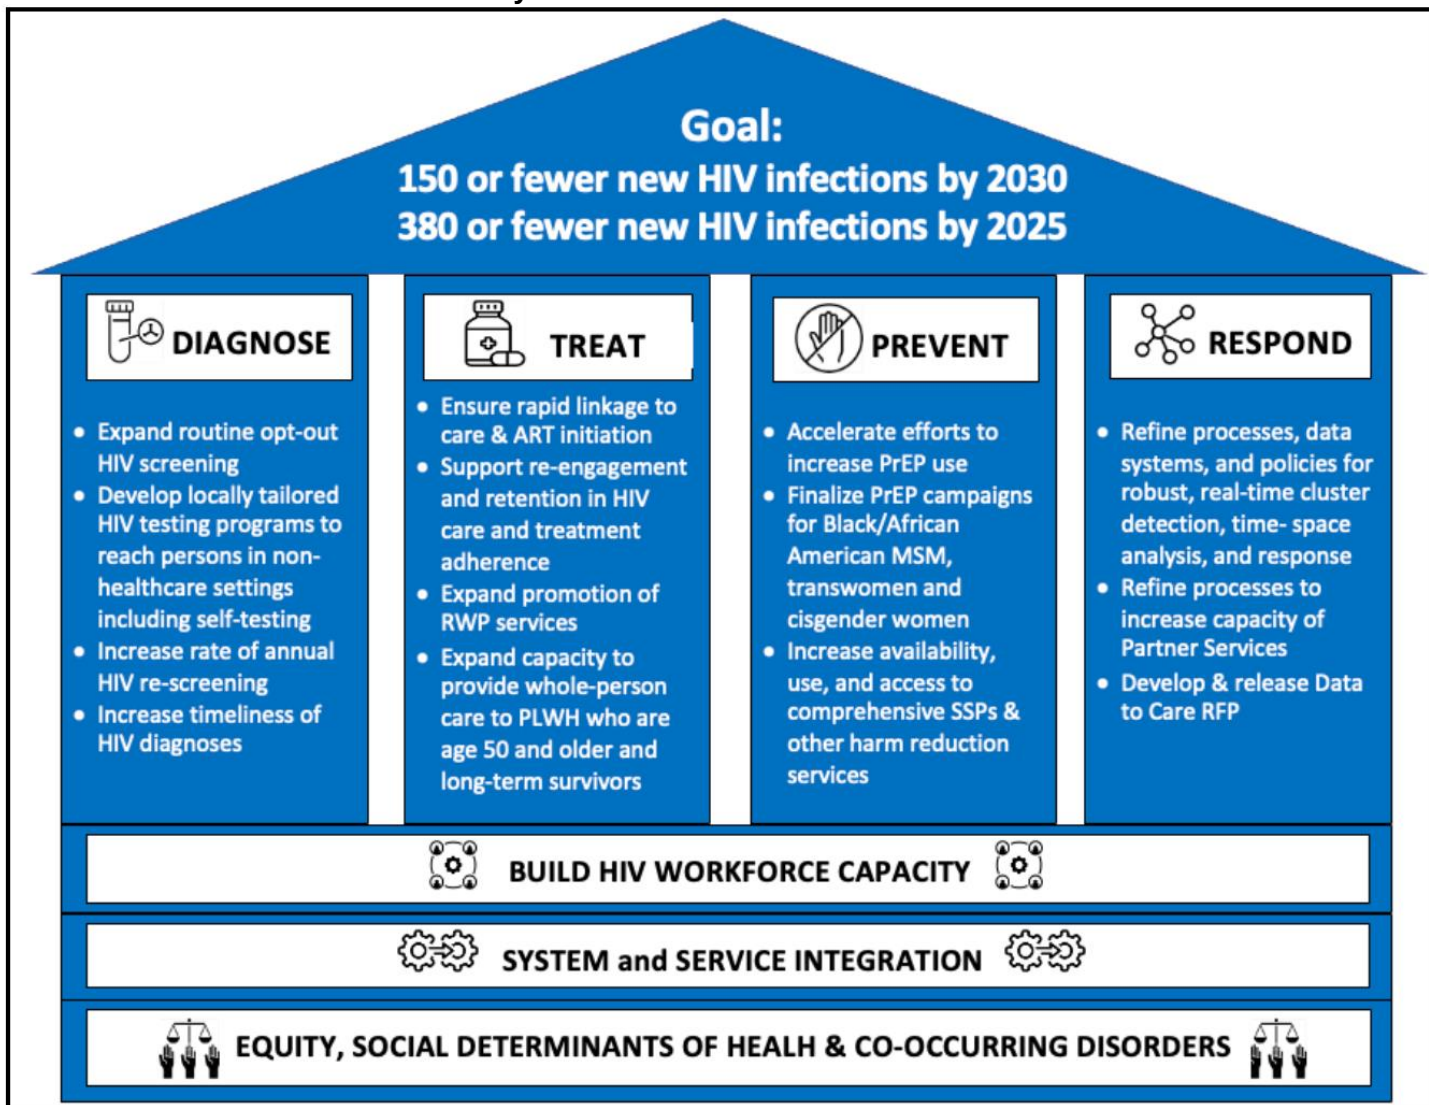 Goal:
150 or fewer new HIV infections by 2030
380 or fewer new HIV infections by 2025
DIAGNOSE
• Expand routine opt-out
HIV screening
• Develop locally tailored
HIV testing programs to
reach persons in non-
healthcare settings
including self-testing
• Increase rate of annual
HIV re-screening
• Increase timeliness of
HIV diagnoses
TREAT
• Ensure rapid linkage to
care & ART initiation
• Support re-engagement
and retention in HIV
care and treatment
adherence
• Expand promotion of
RWP services
• Expand capacity to
provide whole-person
care to PLWH who are
age 50 and older and
long-term survivors
PREVENT
• Accelerate efforts to
increase PrEP use
• Finalize PrEP campaigns
for Black/African
American MSM,
transwomen and
cisgender women
• Increase availability,
use, and access to
comprehensive SSPs &
other harm reduction
services
RESPOND
• Refine processes, data
systems, and policies for
robust, real-time cluster
detection, time- space
analysis, and response
• Refine processes to
increase capacity of
Partner Services
• Develop & release Data
to Care RFP
BUILD HIV WORKFORCE CAPACITY
SYSTEM and SERVICE INTEGRATION
EQUITY, SOCIAL DETERMINANTS OF HEALH & CO-OCCURRING DISORDERS